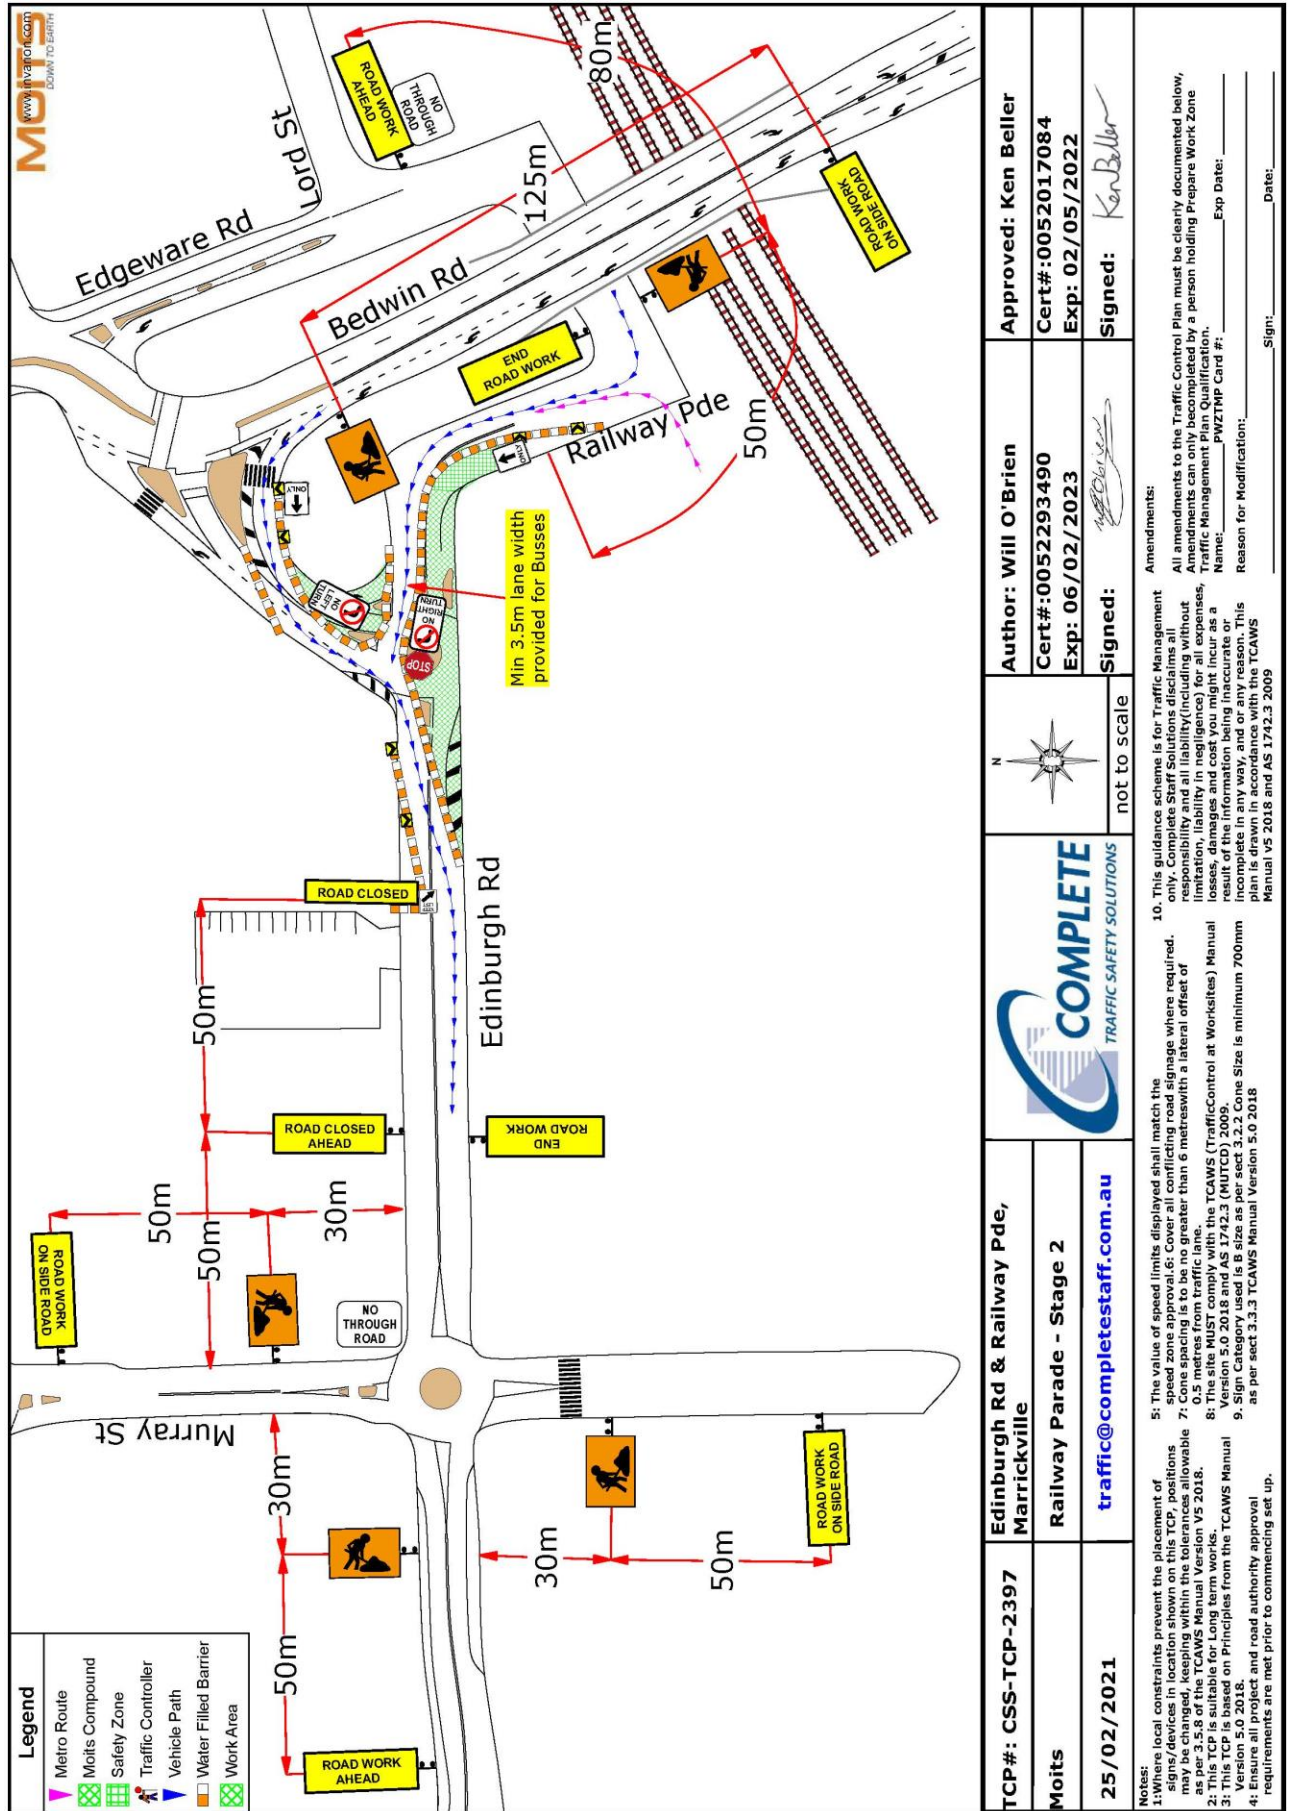 www.invarion.com
MOITS
DOWN TO EARTH
Legend
Metro Route
Moits Compound
Safety Zone
Traffic Controller
Vehicle Path
Water Filled Barrier
Work Area
ROAD WORK
AHEAD
50m
30m
Murray St
ROAD WORK
ON SIDE ROAD
50m
30m
50m
NO
THROUGH
ROAD
30m
50m
ROAD WORK
ON SIDE ROAD
ROAD CLOSED
AHEAD
END
ROAD WORK
50m
ROAD CLOSED
KEEP
LEFT
Edinburgh Rd
Min 3.5m lane width
provided for Busses
STOP
NO
RIGHT
TURN
NO
LEFT
TURN
ONLY
ONLY
Railway Pde
50m
END
ROAD WORK
Bedwin Rd
Edgeware Rd
Lord St
125m
80m
ROAD WORK
AHEAD
NO
THROUGH
ROAD
ROAD WORK
ON SIDE ROAD
TCP#: CSS-TCP-2397
Moits
25/02/2021
Edinburgh Rd & Railway Pde,
Marrickville
Railway Parade - Stage 2
traffic@completestaff.com.au
COMPLETE
TRAFFIC SAFETY SOLUTIONS
N
not to scale
Author: Will O'Brien
Cert#:0052293490
Exp: 06/02/2023
Signed: WOBrien
Approved: Ken Beller
Cert#:0052017084
Exp: 02/05/2022
Signed: Ken Beller
Notes:
1:Where local constraints prevent the placement of
signs/devices in location shown on this TCP, positions
may be changed, keeping within the tolerances allowable
as per 3.5.8 of the TCAWS Manual Version V5 2018.
2: This TCP is suitable for Long term works.
3: This TCP is based on Principles from the TCAWS Manual
Version 5.0 2018.
4: Ensure all project and road authority approval
requirements are met prior to commencing set up.
5: The value of speed limits displayed shall match the
speed zone approval.6: Cover all conflicting road signage where required.
7: Cone spacing is to be no greater than 6 metreswith a lateral offset of
0.5 metres from traffic lane.
8: The site MUST comply with the TCAWS (TrafficControl at Worksites) Manual
Version 5.0 2018 and AS 1742.3 (MUTCD) 2009.
9. Sign Category used is B size as per sect 3.2.2 Cone Size is minimum 700mm
as per sect 3.3.3 TCAWS Manual Version 5.0 2018
10. This guidance scheme is for Traffic Management
only. Complete Staff Solutions disclaims all
responsibility and all liability(including without
limitation, liability in negligence) for all expenses,
losses, damages and cost you might incur as a
result of the information being inaccurate or
incomplete in any way, and or any reason. This
plan is drawn in accordance with the TCAWS
Manual v5 2018 and AS 1742.3 2009
Amendments:
All amendments to the Traffic Control Plan must be clearly documented below,
Amendments can only becompleted by a person holding Prepare Work Zone
Traffic Management Plan Qualification.
Name: PWZTMP Card #: Exp Date:
Reason for Modification:
Sign: Date: